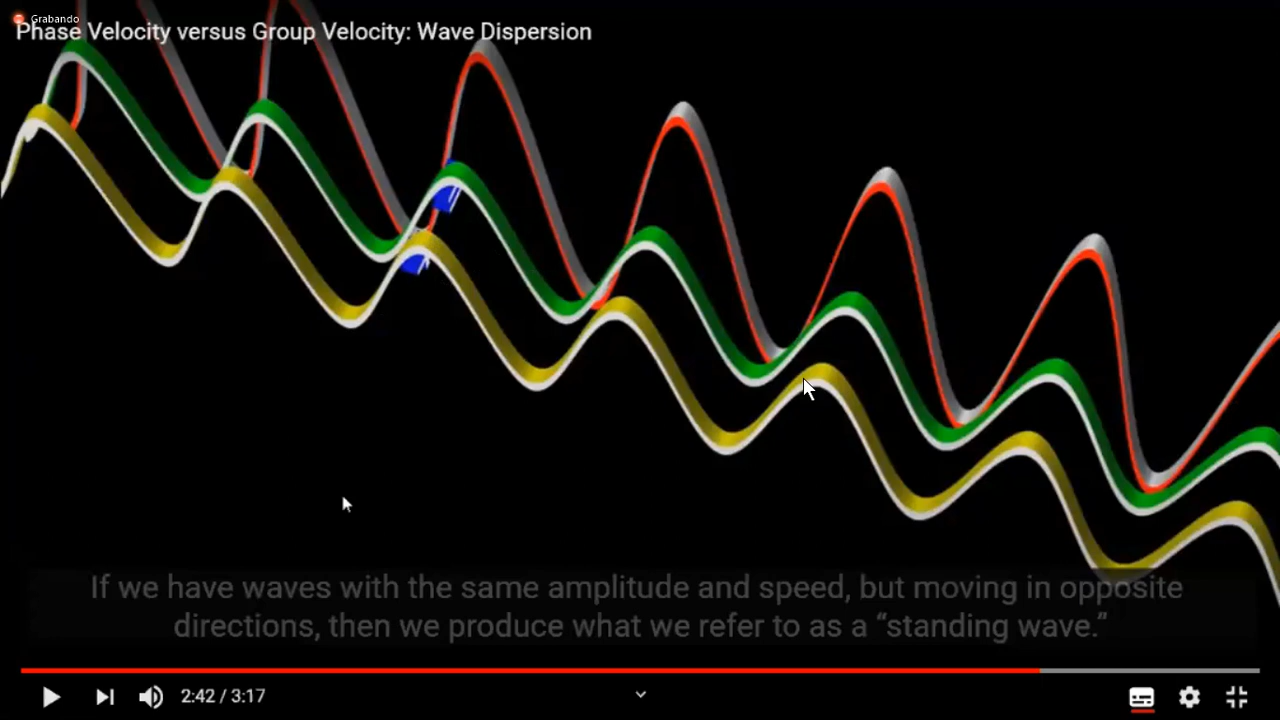 Grabando
Phase Velocity versus Group Velocity: Wave Dispersion
If we have waves with the same amplitude and speed, but moving in opposite
directions, then we produce what we refer to as a “standing wave.”
2:42 / 3:17